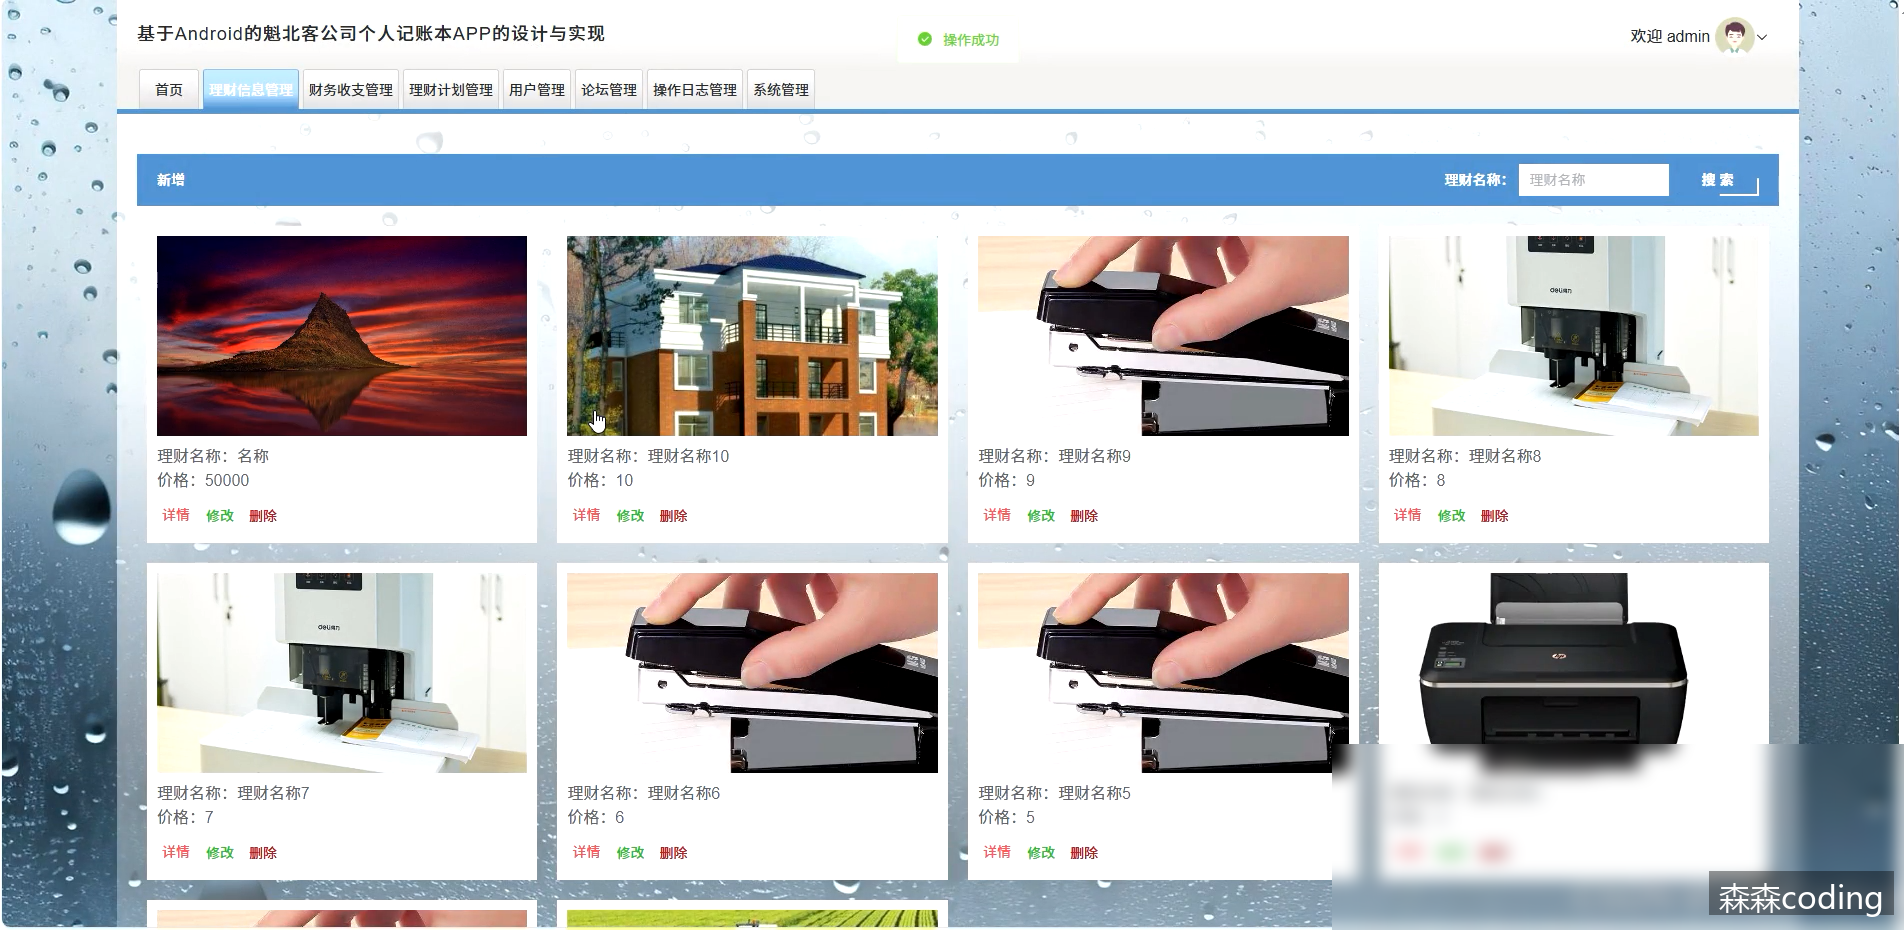 基于Android的魁北客公司个人记账本APP的设计与实现
操作成功
欢迎 admin
首页 理财信息管理 财务收支管理 理财计划管理 用户管理 论坛管理 操作日志管理 系统管理
新增 理财名称: 理财名称 搜索
deli
理财名称：名称
价格：50000
详情 修改 删除
理财名称：理财名称10
价格：10
详情 修改 删除
理财名称：理财名称9
价格：9
详情 修改 删除
理财名称：理财名称8
价格：8
详情 修改 删除
deli
hp
理财名称：理财名称7
价格：7
详情 修改 删除
理财名称：理财名称6
价格：6
详情 修改 删除
理财名称：理财名称5
价格：5
详情 修改 删除
森森coding